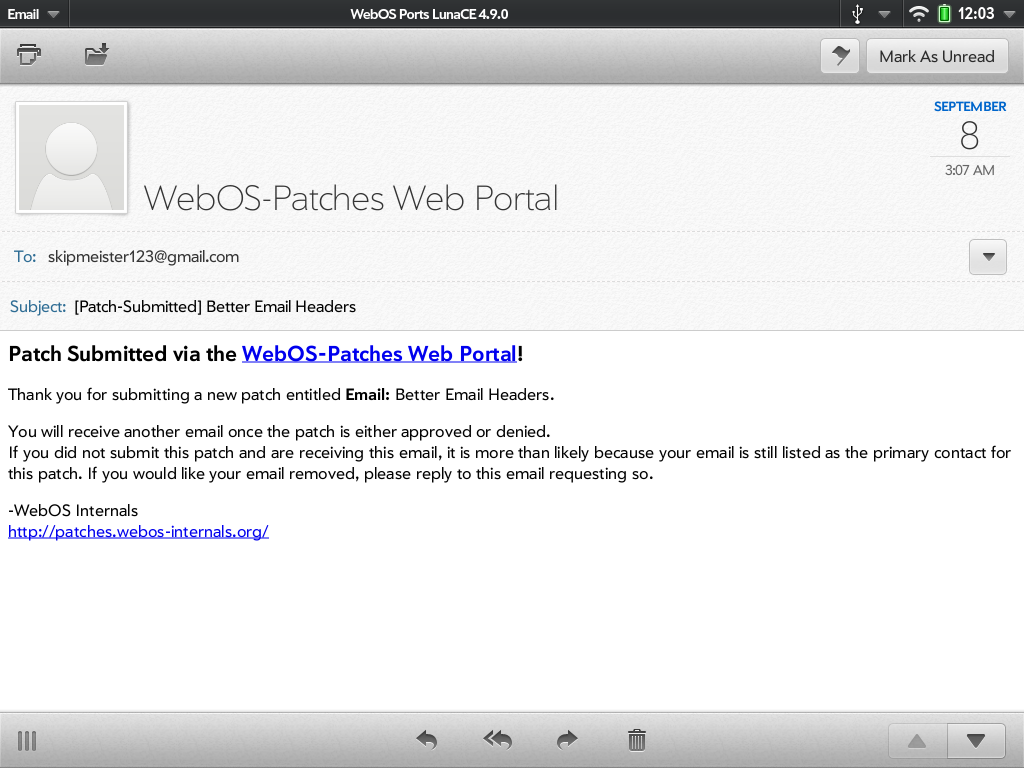 Email WebOS Ports LunaCE 4.9.0 12:03
Mark As Unread
SEPTEMBER
8
3:07 AM
WebOS-Patches Web Portal
To: skipmeister123@gmail.com
Subject: [Patch-Submitted] Better Email Headers
Patch Submitted via the WebOS-Patches Web Portal!
Thank you for submitting a new patch entitled Email: Better Email Headers.
You will receive another email once the patch is either approved or denied.
If you did not submit this patch and are receiving this email, it is more than likely because your email is still listed as the primary contact for
this patch. If you would like your email removed, please reply to this email requesting so.
-WebOS Internals
http://patches.webos-internals.org/